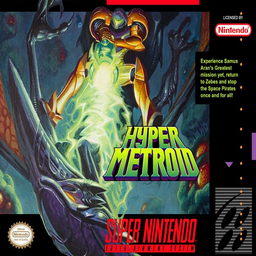 LICENSED BY
Nintendo
Experience Samus
Aran's Greatest
mission yet, return
to Zebes and stop
the Space Pirates
once and for all!
HYPER
METROID
SUPER NINTENDO
ENTERTAINMENT SYSTEM